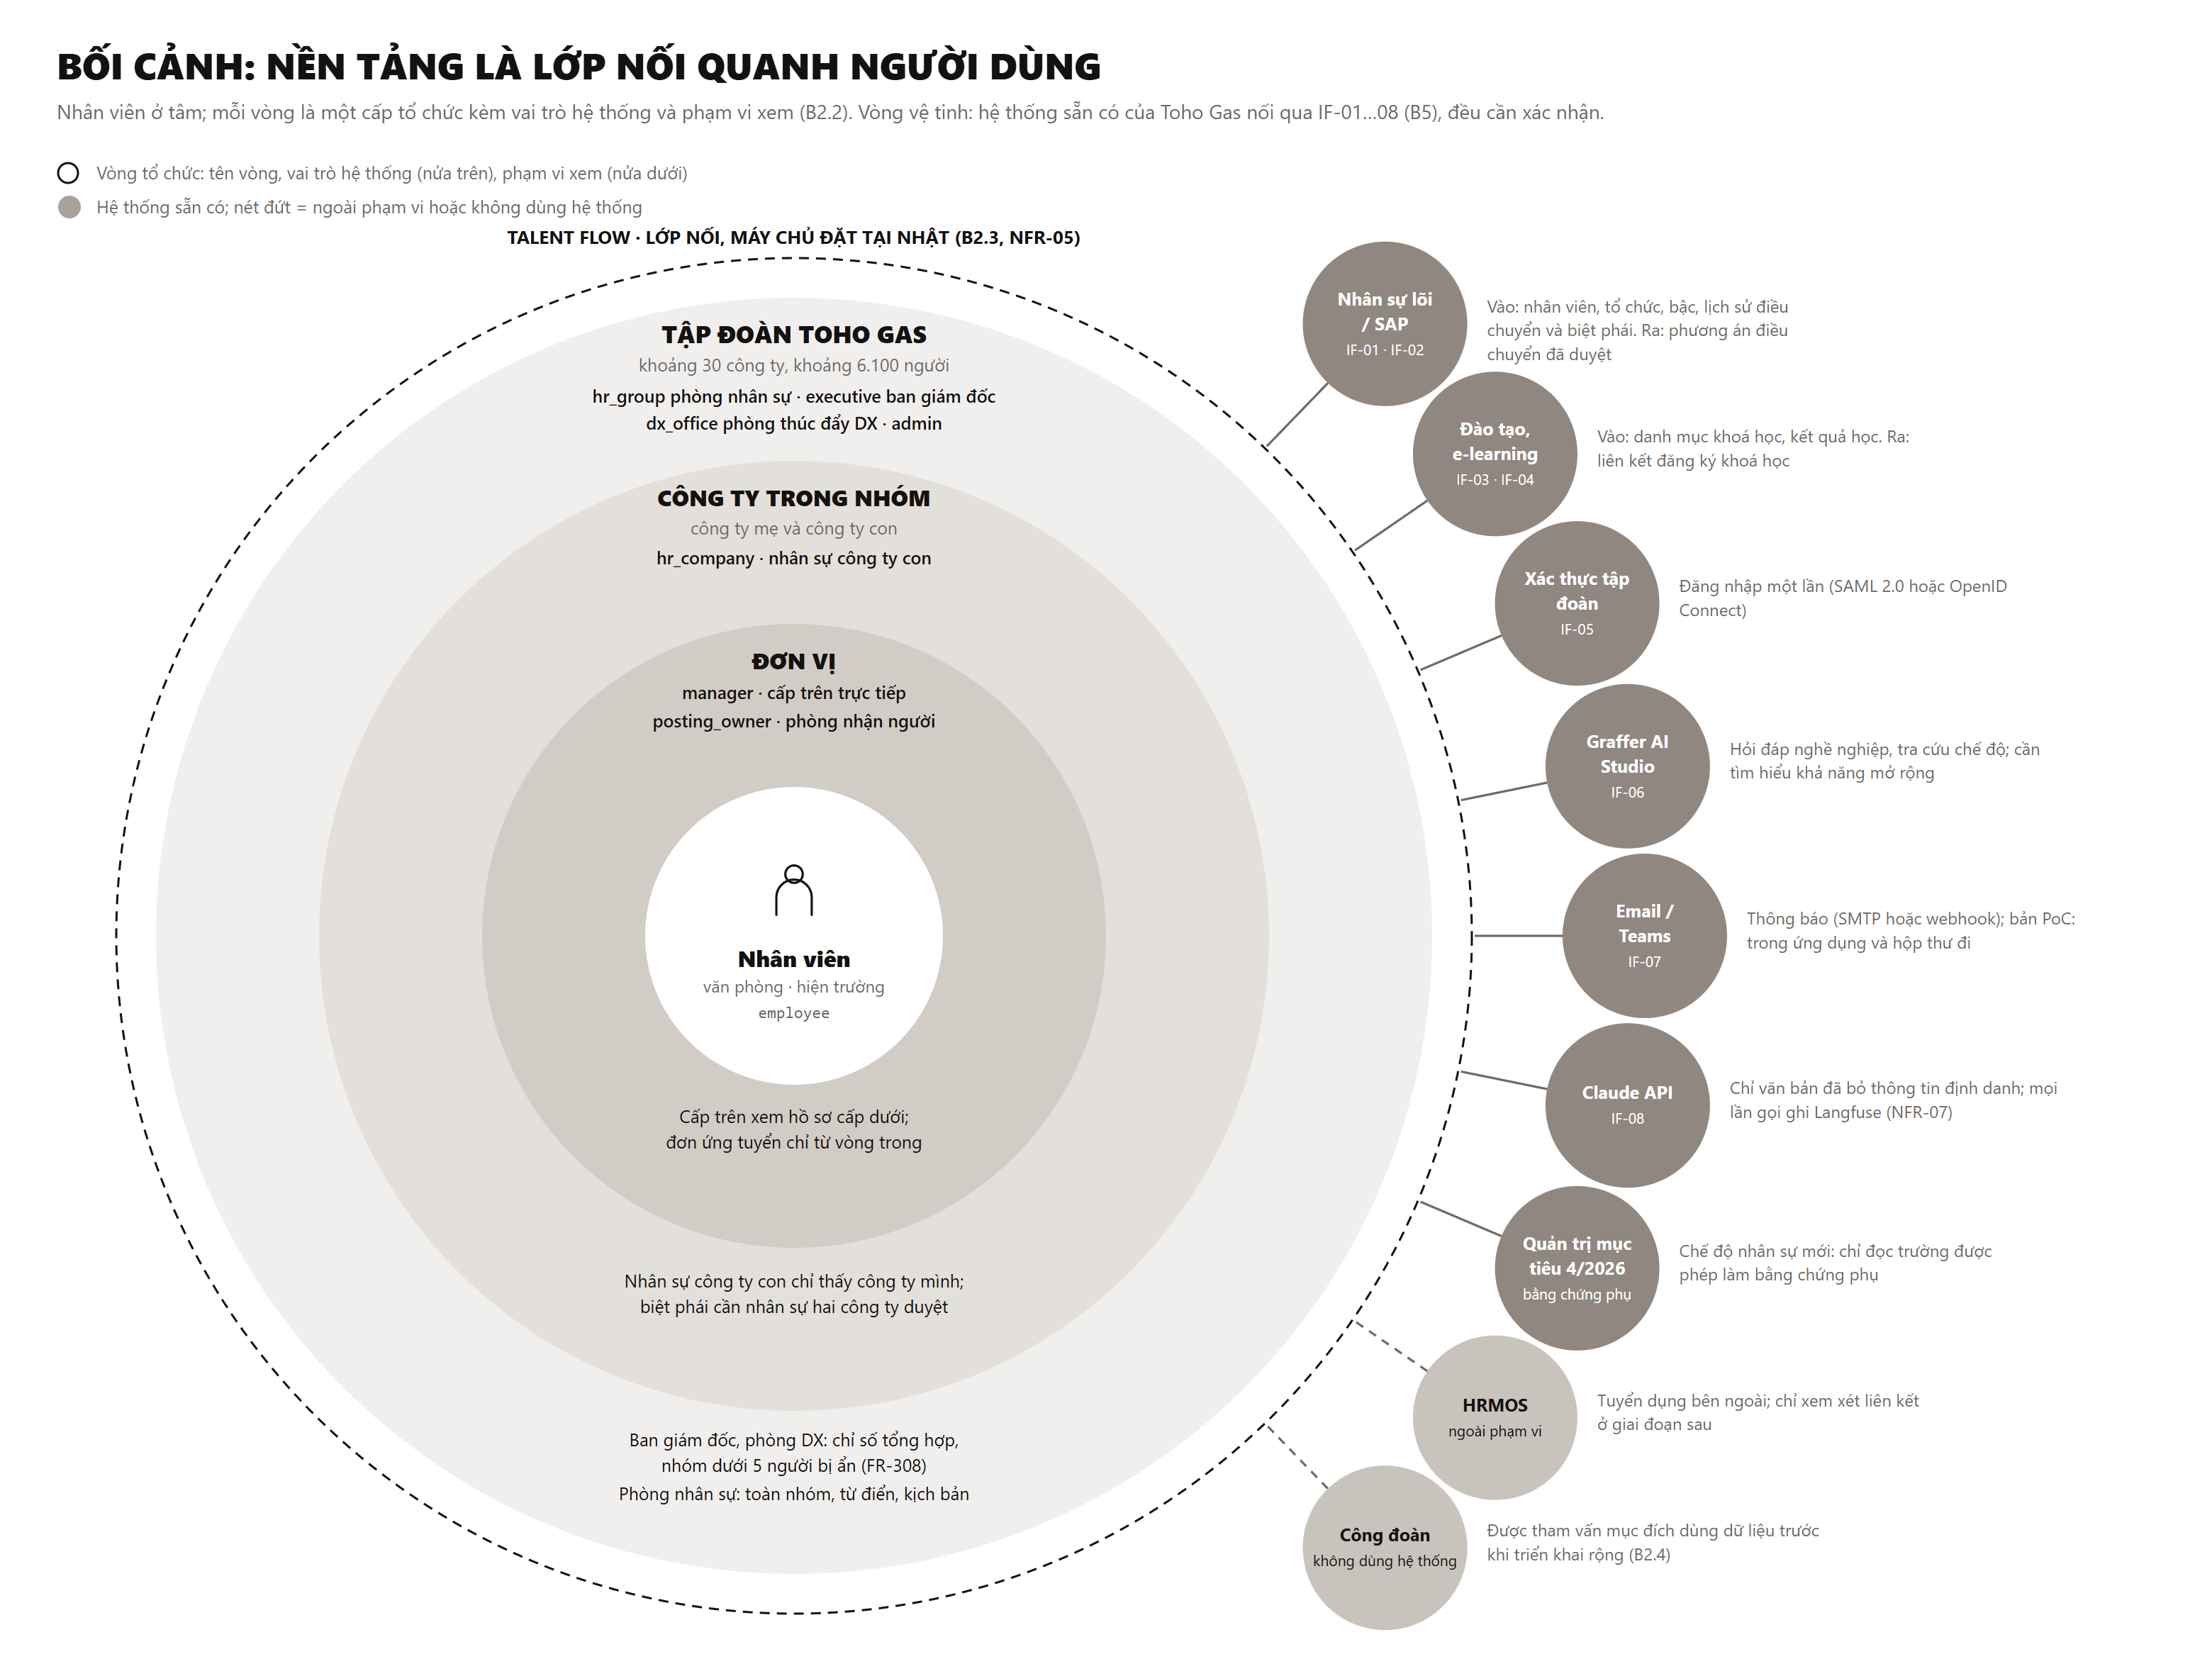 BỐI CẢNH: NỀN TẢNG LÀ LỚP NỐI QUANH NGƯỜI DÙNG
Nhân viên ở tâm; mỗi vòng là một cấp tổ chức kèm vai trò hệ thống và phạm vi xem (B2.2). Vòng vệ tinh: hệ thống sẵn có của Toho Gas nối qua IF-01…08 (B5), đều cần xác nhận.
Vòng tổ chức: tên vòng, vai trò hệ thống (nửa trên), phạm vi xem (nửa dưới)
Hệ thống sẵn có; nét đứt = ngoài phạm vi hoặc không dùng hệ thống
TALENT FLOW · LỚP NỐI, MÁY CHỦ ĐẶT TẠI NHẬT (B2.3, NFR-05)
TẬP ĐOÀN TOHO GAS
khoảng 30 công ty, khoảng 6.100 người
hr_group phòng nhân sự · executive ban giám đốc
dx_office phòng thúc đẩy DX · admin
CÔNG TY TRONG NHÓM
công ty mẹ và công ty con
hr_company · nhân sự công ty con
ĐƠN VỊ
manager · cấp trên trực tiếp
posting_owner · phòng nhận người
Nhân viên
văn phòng · hiện trường
employee
Cấp trên xem hồ sơ cấp dưới;
đơn ứng tuyển chỉ từ vòng trong
Nhân sự công ty con chỉ thấy công ty mình;
biệt phái cần nhân sự hai công ty duyệt
Ban giám đốc, phòng DX: chỉ số tổng hợp,
nhóm dưới 5 người bị ẩn (FR-308)
Phòng nhân sự: toàn nhóm, từ điển, kịch bản
Nhân sự lõi
/ SAP
IF-01 · IF-02
Vào: nhân viên, tổ chức, bậc, lịch sử điều
chuyển và biệt phái. Ra: phương án điều
chuyển đã duyệt
Đào tạo,
e-learning
IF-03 · IF-04
Vào: danh mục khoá học, kết quả học. Ra:
liên kết đăng ký khoá học
Xác thực tập
đoàn
IF-05
Đăng nhập một lần (SAML 2.0 hoặc OpenID
Connect)
Graffer AI
Studio
IF-06
Hỏi đáp nghề nghiệp, tra cứu chế độ; cần
tìm hiểu khả năng mở rộng
Email /
Teams
IF-07
Thông báo (SMTP hoặc webhook); bản PoC:
trong ứng dụng và hộp thư đi
Claude API
IF-08
Chỉ văn bản đã bỏ thông tin định danh; mọi
lần gọi ghi Langfuse (NFR-07)
Quản trị mục
tiêu 4/2026
bằng chứng phụ
Chế độ nhân sự mới: chỉ đọc trường được
phép làm bằng chứng phụ
HRMOS
ngoài phạm vi
Tuyển dụng bên ngoài; chỉ xem xét liên kết
ở giai đoạn sau
Công đoàn
không dùng hệ thống
Được tham vấn mục đích dùng dữ liệu trước
khi triển khai rộng (B2.4)